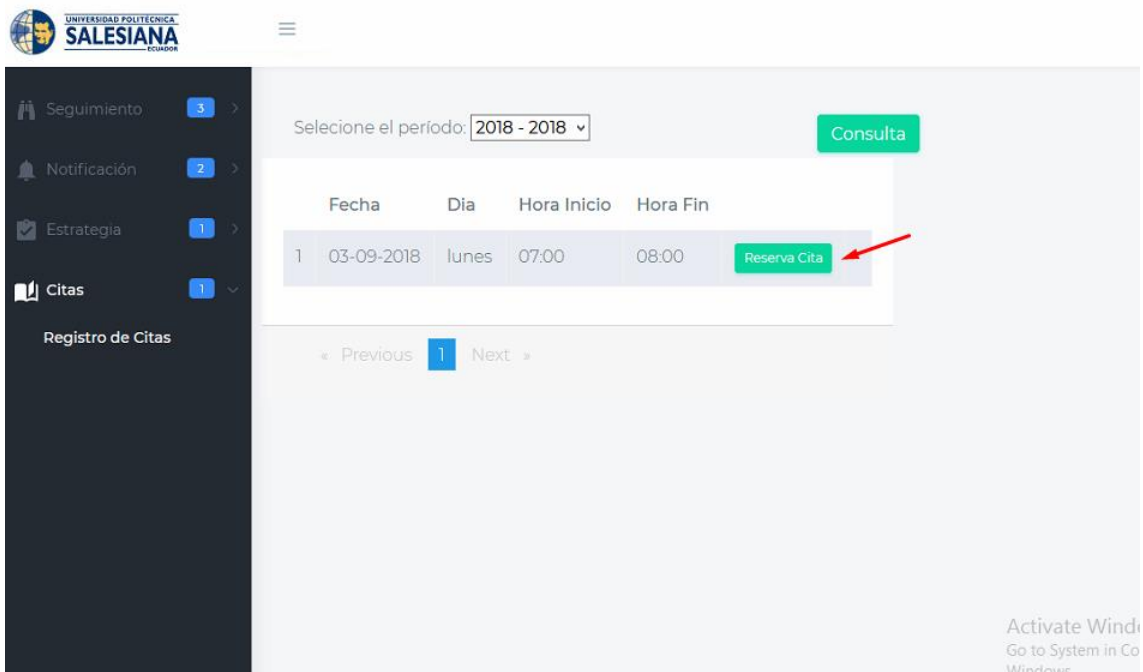 UNIVERSIDAD POLITÉCNICA
SALESIANA
ECUADOR
Seguimiento 3
Notificación 2
Estrategia 1
Citas 1
Registro de Citas
Selecione el período: 2018 - 2018
Consulta
Fecha Dia Hora Inicio Hora Fin
1 03-09-2018 lunes 07:00 08:00 Reserva Cita
« Previous 1 Next »
Activate Wind
Go to System in Co
Windows